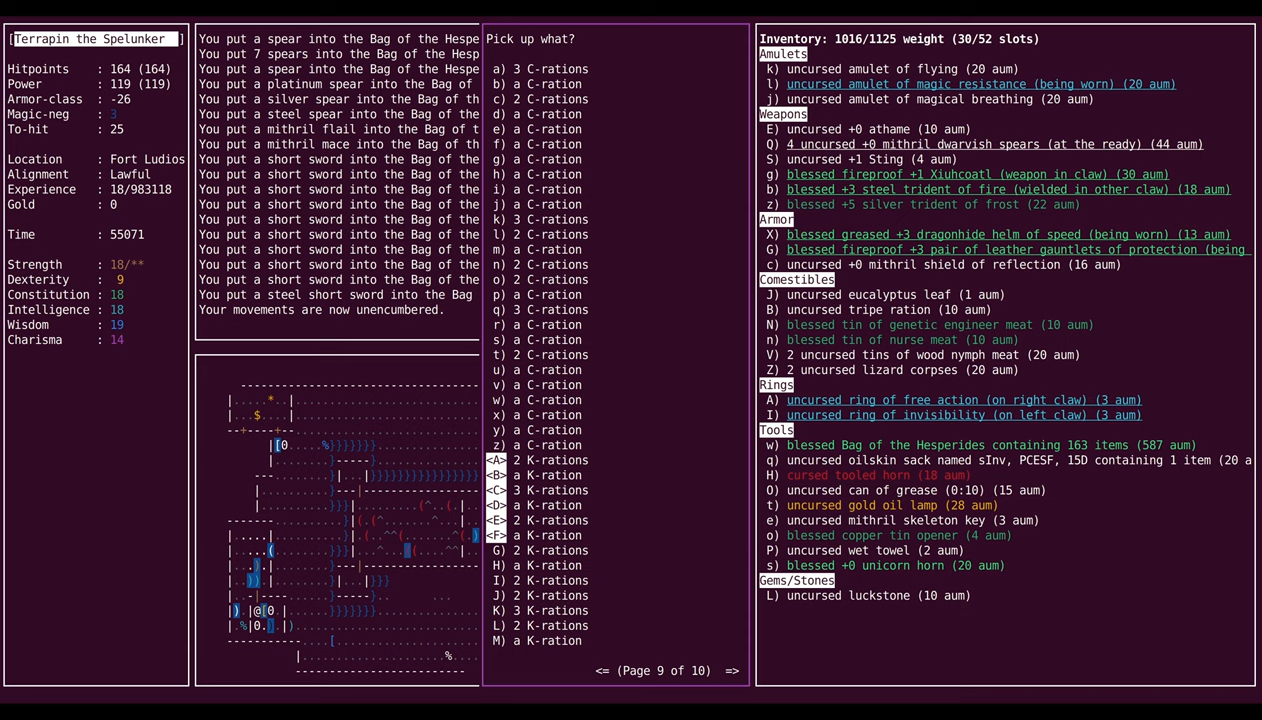 [Terrapin the Spelunker ]
Hitpoints : 164 (164)
Power : 119 (119)
Armor-class : -26
Magic-neg : 3
To-hit : 25
Location : Fort Ludios
Alignment : Lawful
Experience : 18/983118
Gold : 0
Time : 55071
Strength : 18/**
Dexterity : 9
Constitution : 18
Intelligence : 18
Wisdom : 19
Charisma : 14
You put a spear into the Bag of the Hespe
You put 7 spears into the Bag of the Hesp
You put a spear into the Bag of the Hespe
You put a platinum spear into the Bag of
You put a silver spear into the Bag of th
You put a steel spear into the Bag of the
You put a mithril flail into the Bag of t
You put a mithril mace into the Bag of th
You put a short sword into the Bag of the
You put a short sword into the Bag of the
You put a short sword into the Bag of the
You put a short sword into the Bag of the
You put a short sword into the Bag of the
You put a short sword into the Bag of the
You put a short sword into the Bag of the
You put a short sword into the Bag of the
You put a short sword into the Bag of the
You put a steel short sword into the Bag
Your movements are now unencumbered.
Pick up what?
a) 3 C-rations
b) a C-ration
c) 2 C-rations
d) a C-ration
e) a C-ration
f) a C-ration
g) a C-ration
h) a C-ration
i) a C-ration
j) a C-ration
k) 3 C-rations
l) 2 C-rations
m) a C-ration
n) 2 C-rations
o) 2 C-rations
p) a C-ration
q) 3 C-rations
r) a C-ration
s) a C-ration
t) 2 C-rations
u) a C-ration
v) a C-ration
w) a C-ration
x) a C-ration
y) a C-ration
z) a C-ration
<A> 2 K-rations
<B> a K-ration
<C> 3 K-rations
<D> a K-ration
<E> 2 K-rations
<F> a K-ration
G) 2 K-rations
H) a K-ration
I) 2 K-rations
J) 2 K-rations
K) 3 K-rations
L) 2 K-rations
M) a K-ration
<= (Page 9 of 10) =>
Inventory: 1016/1125 weight (30/52 slots)
Amulets
k) uncursed amulet of flying (20 aum)
l) uncursed amulet of magic resistance (being worn) (20 aum)
j) uncursed amulet of magical breathing (20 aum)
Weapons
E) uncursed +0 athame (10 aum)
Q) 4 uncursed +0 mithril dwarvish spears (at the ready) (44 aum)
S) uncursed +1 Sting (4 aum)
g) blessed fireproof +1 Xiuhcoatl (weapon in claw) (30 aum)
b) blessed +3 steel trident of fire (wielded in other claw) (18 aum)
z) blessed +5 silver trident of frost (22 aum)
Armor
X) blessed greased +3 dragonhide helm of speed (being worn) (13 aum)
G) blessed fireproof +3 pair of leather gauntlets of protection (being
c) uncursed +0 mithril shield of reflection (16 aum)
Comestibles
J) uncursed eucalyptus leaf (1 aum)
B) uncursed tripe ration (10 aum)
N) blessed tin of genetic engineer meat (10 aum)
n) blessed tin of nurse meat (10 aum)
V) 2 uncursed tins of wood nymph meat (20 aum)
Z) 2 uncursed lizard corpses (20 aum)
Rings
A) uncursed ring of free action (on right claw) (3 aum)
I) uncursed ring of invisibility (on left claw) (3 aum)
Tools
w) blessed Bag of the Hesperides containing 163 items (587 aum)
q) uncursed oilskin sack named sInv, PCESF, 15D containing 1 item (20 a
H) cursed tooled horn (18 aum)
O) uncursed can of grease (0:10) (15 aum)
t) uncursed gold oil lamp (28 aum)
e) uncursed mithril skeleton key (3 aum)
o) blessed copper tin opener (4 aum)
P) uncursed wet towel (2 aum)
s) blessed +0 unicorn horn (20 aum)
Gems/Stones
L) uncursed luckstone (10 aum)